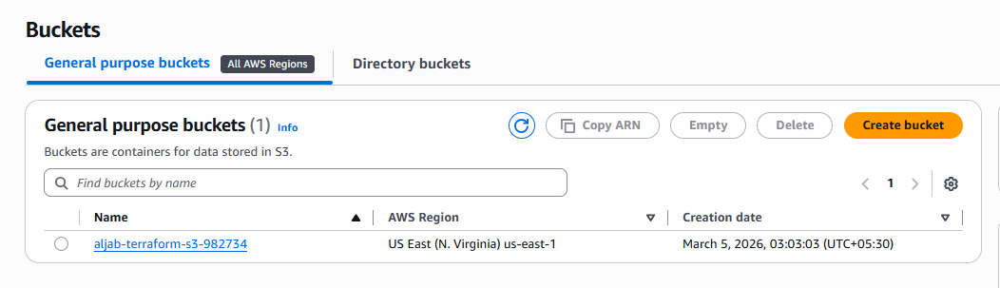 Buckets
General purpose buckets All AWS Regions Directory buckets
General purpose buckets (1) Info Copy ARN Empty Delete Create bucket
Buckets are containers for data stored in S3.
Find buckets by name 1
Name AWS Region Creation date
aljab-terraform-s3-982734 US East (N. Virginia) us-east-1 March 5, 2026, 03:03:03 (UTC+05:30)